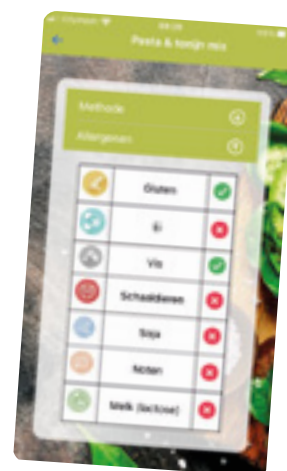 Pasta & tonijn mix
Methode
Allergenen
Gluten
Ei
Vis
Schaaldieren
Soja
Noten
Melk (lactose)